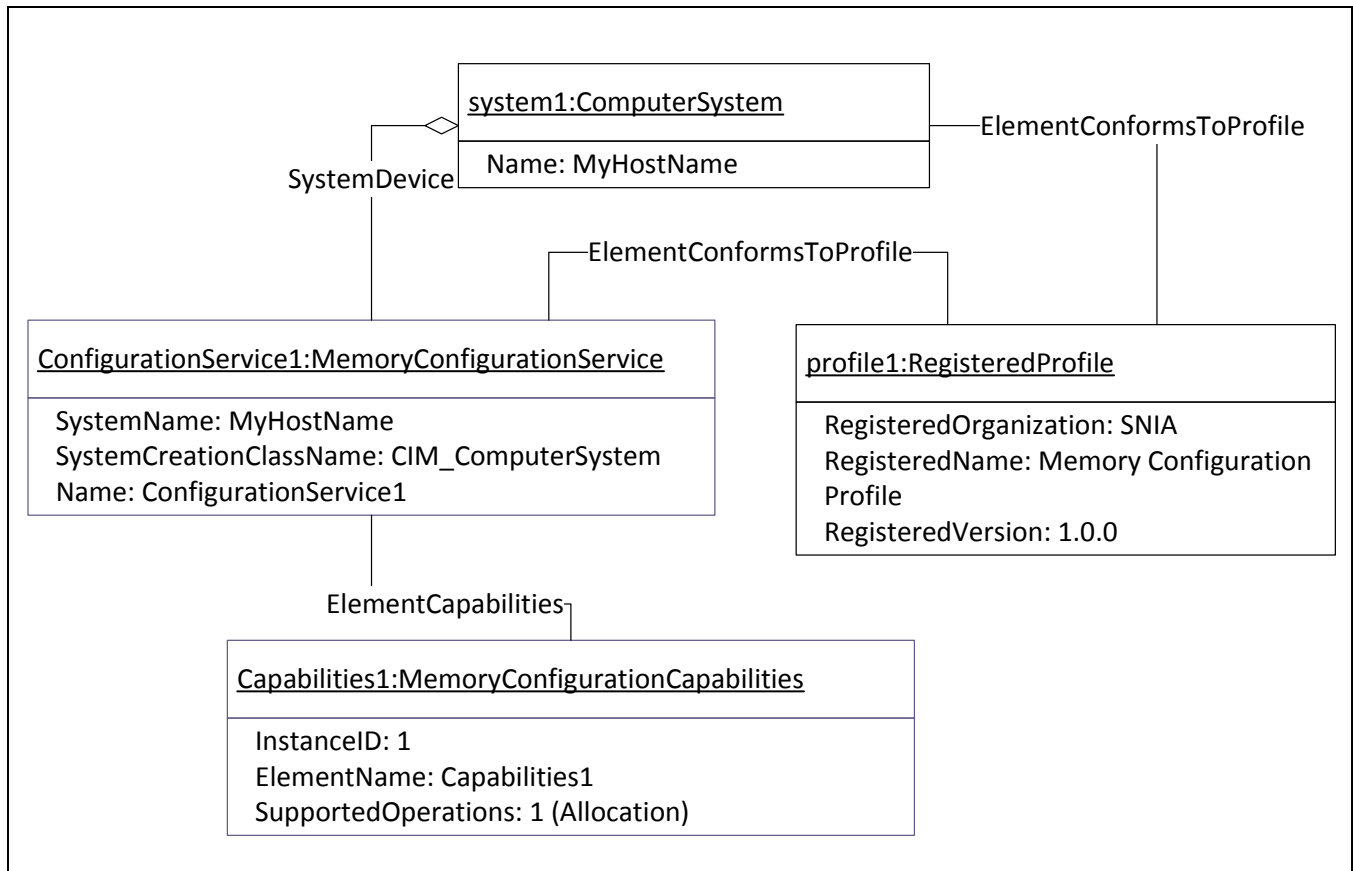 system1:ComputerSystem
Name: MyHostName
ElementConformsToProfile
SystemDevice
ElementConformsToProfile
ConfigurationService1:MemoryConfigurationService
SystemName: MyHostName
SystemCreationClassName: CIM_ComputerSystem
Name: ConfigurationService1
profile1:RegisteredProfile
RegisteredOrganization: SNIA
RegisteredName: Memory Configuration
Profile
RegisteredVersion: 1.0.0
ElementCapabilities
Capabilities1:MemoryConfigurationCapabilities
InstanceID: 1
ElementName: Capabilities1
SupportedOperations: 1 (Allocation)